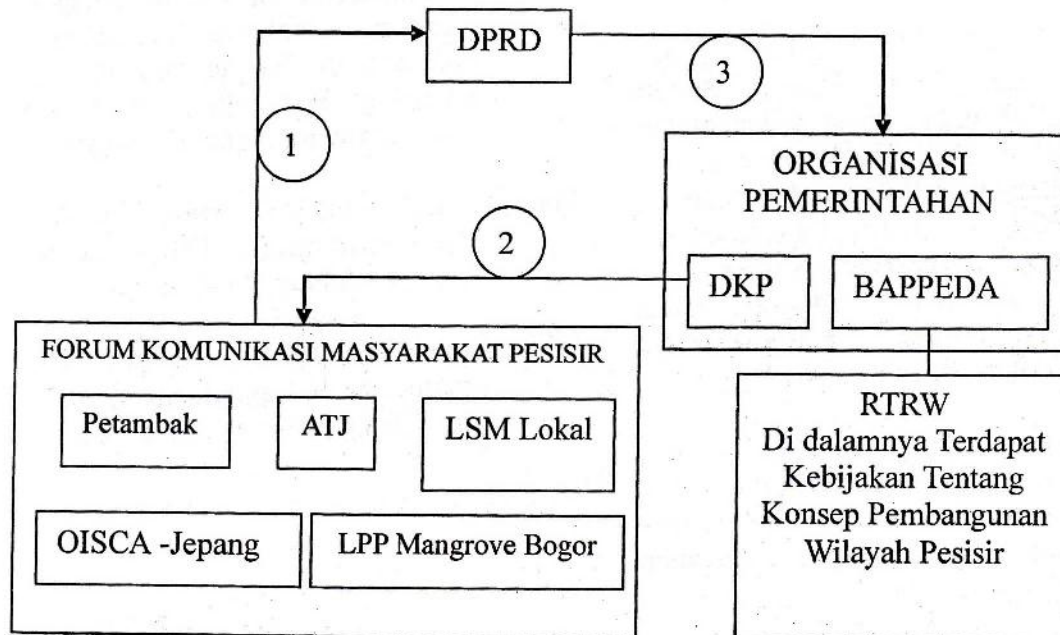 DPRD
3
1
ORGANISASI
PEMERINTAHAN
2
DKP
BAPPEDA
FORUM KOMUNIKASI MASYARAKAT PESISIR
Petambak
ATJ
LSM Lokal
OISCA -Jepang
LPP Mangrove Bogor
RTRW
Di dalamnya Terdapat
Kebijakan Tentang
Konsep Pembangunan
Wilayah Pesisir